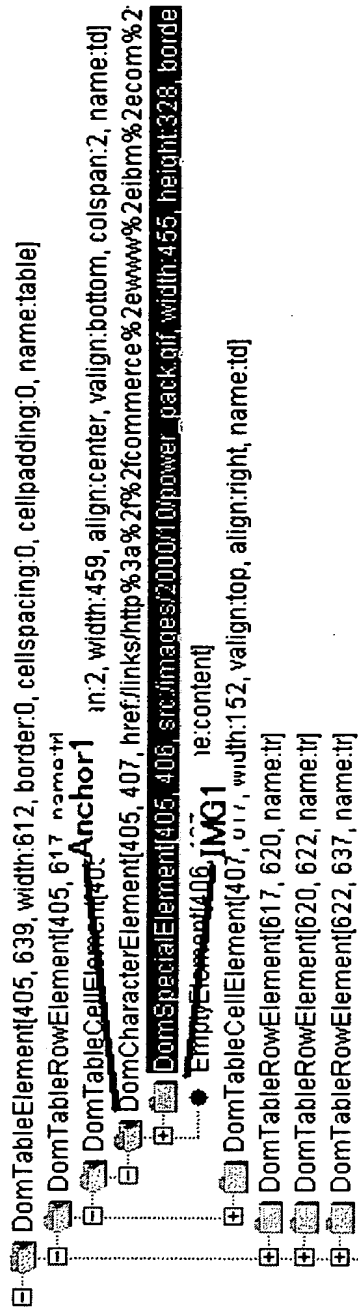 DomTableElement[405, 639, width:612, border:0, cellspacing:0, cellpadding:0, name:table]
DomTableRowElement[405, 617 name:tr]
DomTableCellElement[405 Anchor1 in:2, width:459, align:center, valign:bottom, colspan:2, name:td]
DomCharacterElement[405, 407, href:/links/http%3a%2f%2fcommerce%2ewww%2eibm%2ecom%2
DomSpecialElement[405, 406, src:/images/2000/10/power_pack.gif, width:455, height:328, borde
EmptyElement[406, IMG1 ie:content]
DomTableCellElement[407, 617, width:152, valign:top, align:right, name:td]
DomTableRowElement[617, 620, name:tr]
DomTableRowElement[620, 622, name:tr]
DomTableRowElement[622, 637, name:tr]